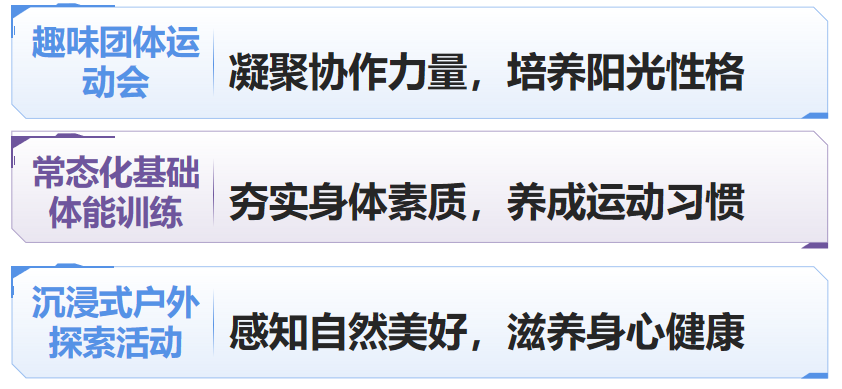 趣味团体运
动会
凝聚协作力量，培养阳光性格
常态化基础
体能训练
夯实身体素质，养成运动习惯
沉浸式户外
探索活动
感知自然美好，滋养身心健康